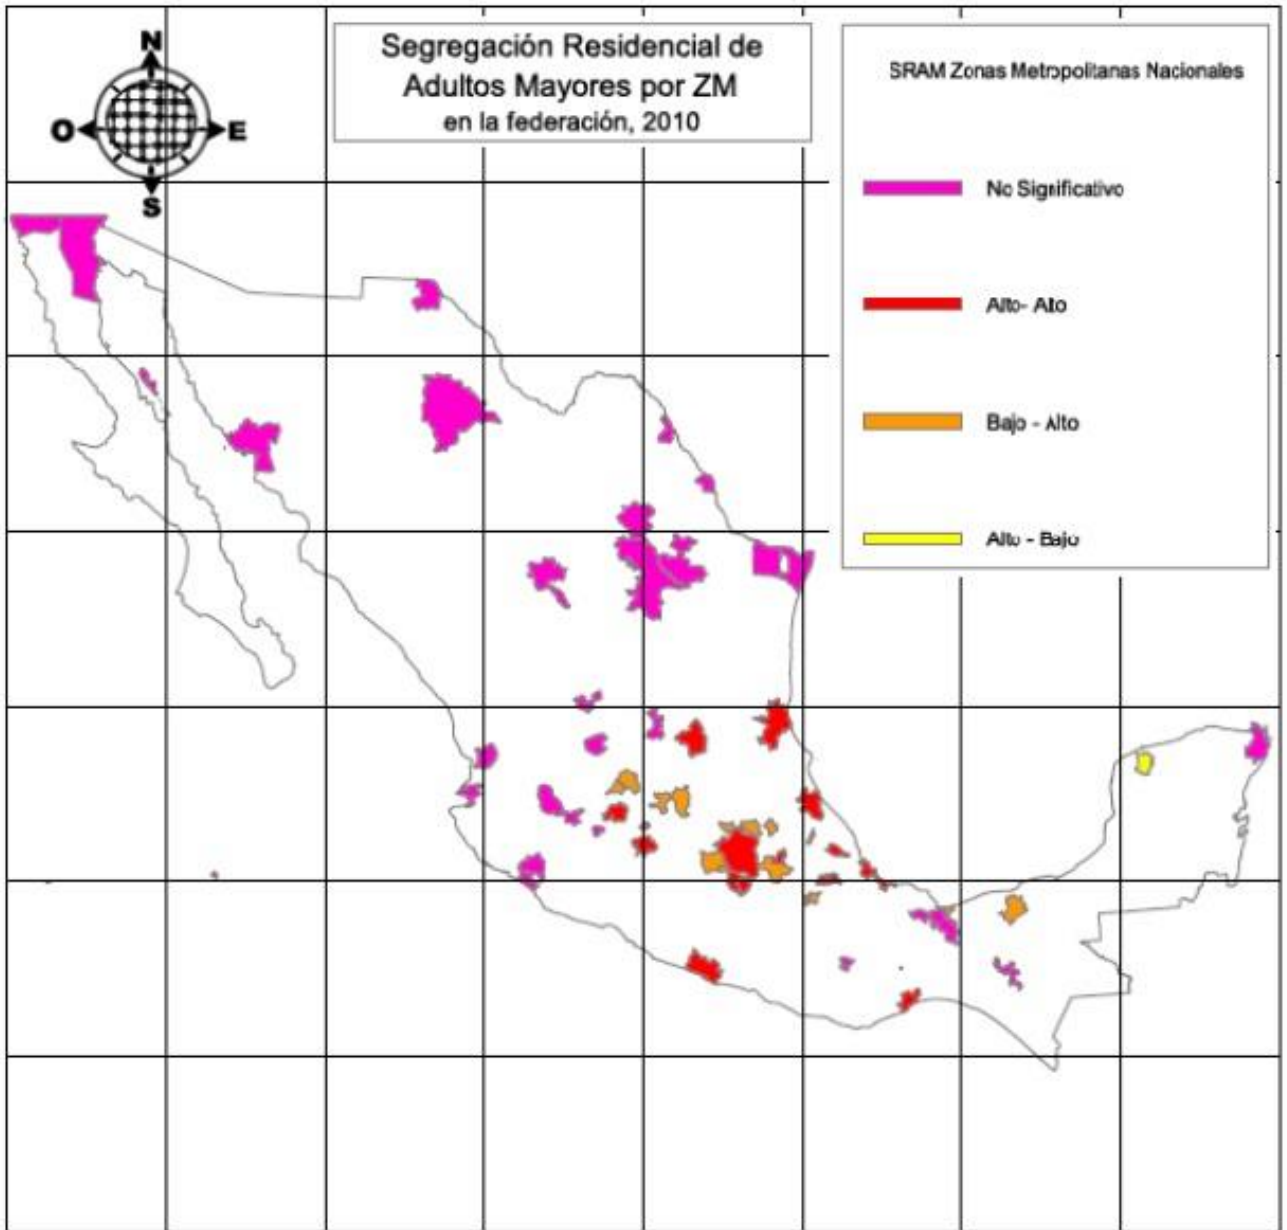 N
O
E
S
Segregación Residencial de
Adultos Mayores por ZM
en la federación, 2010
SRAM Zonas Metropolitanas Nacionales
No Significativo
Alto- Alto
Bajo - Alto
Alto - Bajo